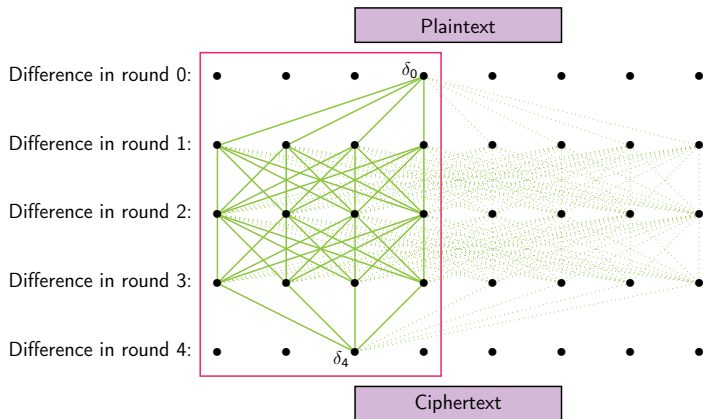 Plaintext
Difference in round 0:
δ0
Difference in round 1:
Difference in round 2:
Difference in round 3:
Difference in round 4:
δ4
Ciphertext